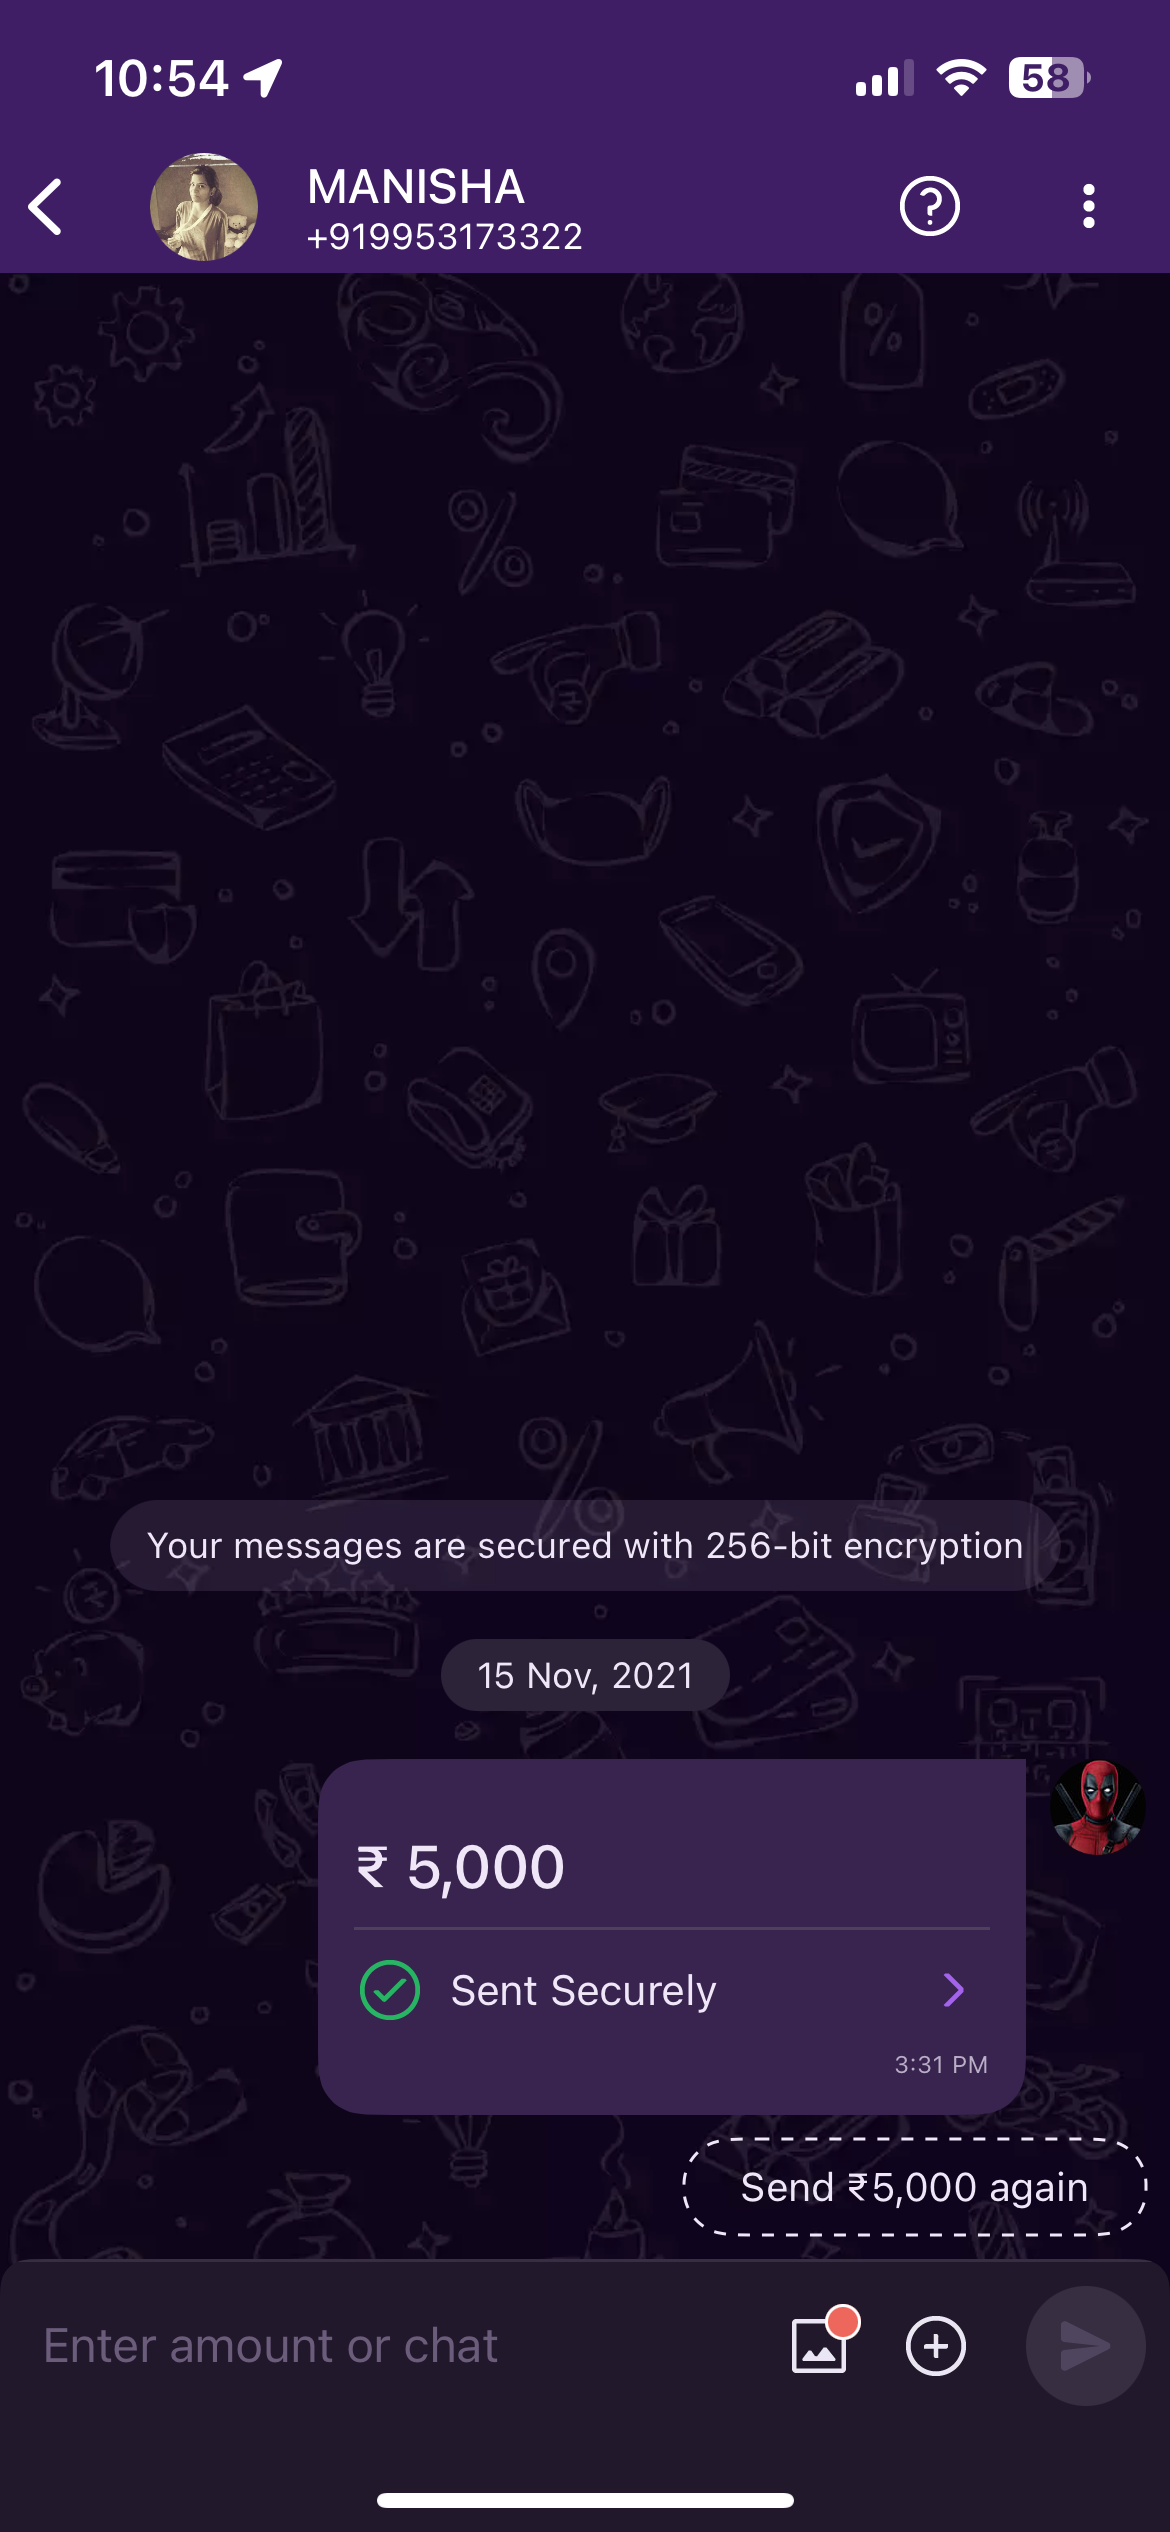 10:54
58
MANISHA
+919953173322
Your messages are secured with 256-bit encryption
15 Nov, 2021
₹ 5,000
Sent Securely
3:31 PM
Send ₹5,000 again
Enter amount or chat